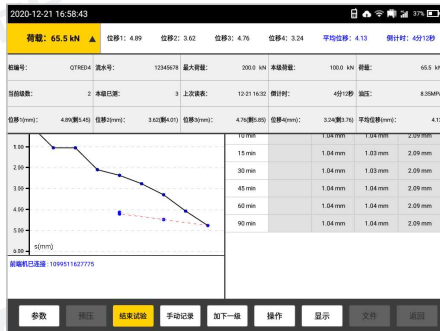 2020-12-21 16:58:43 37%
荷载: 65.5 kN ▲ 位移1: 4.89 位移2: 3.62 位移3: 4.76 位移4: 3.24 平均位移: 4.13 倒计时: 4分12秒
桩编号: QTRED4 流水号: 12345678 最大荷载: 200.0 kN 本级荷载: 100.0 kN 荷载: 65.5 kN
当前级数: 2 本级已测: 3 上次读表: 12-21 16:32 倒计时: 4分12秒 油压: 8.35MPa
位移1(mm): 4.89(剩5.45) 位移2(mm): 3.62(剩4.01) 位移3(mm): 4.76(剩5.85) 位移4(mm): 3.24(剩3.76) 平均位移(mm): 4.13
10 min 1.04 mm 1.04 mm 2.09 mm
1.00
15 min 1.04 mm 1.03 mm 2.09 mm
2.00
30 min 1.04 mm 1.03 mm 2.09 mm
3.00
45 min 1.04 mm 1.04 mm 2.09 mm
4.00
60 min 1.04 mm 1.04 mm 2.09 mm
5.00
90 min 1.04 mm 1.04 mm 2.09 mm
6.00 s(mm)
前端机已连接:1099511627775
参数 预压 结束试验 手动记录 加下一级 操作 显示 文件 返回